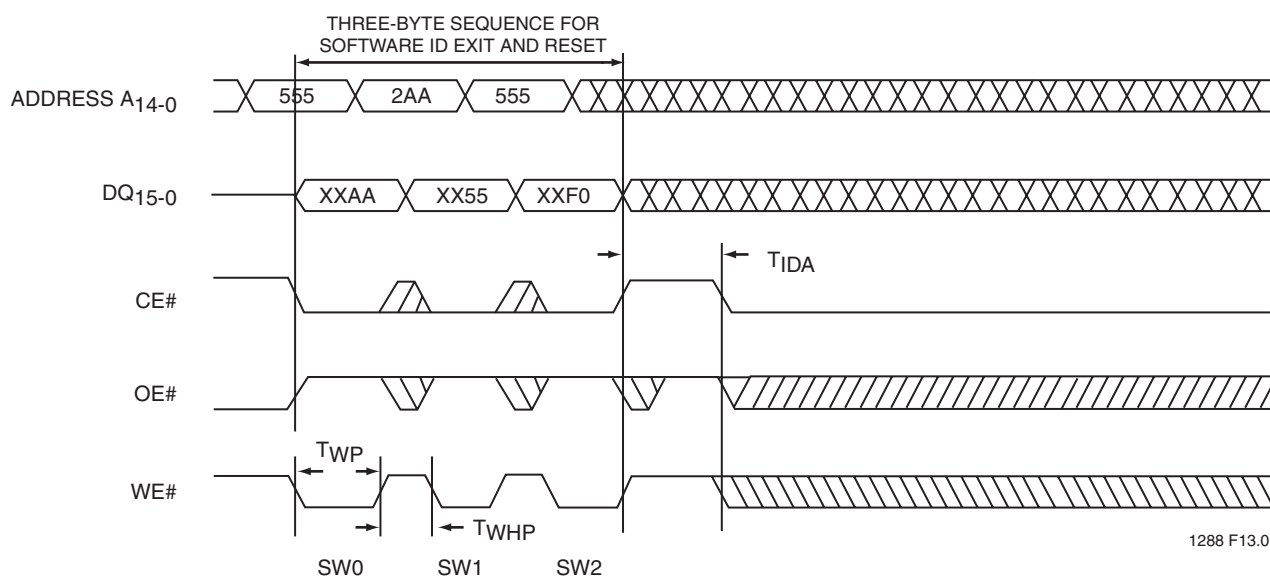 THREE-BYTE SEQUENCE FOR
SOFTWARE ID EXIT AND RESET
ADDRESS A14-0
555 2AA 555
DQ15-0
XXAA XX55 XXF0
TIDA
CE#
OE#
TWP
WE#
TWHP
SW0 SW1 SW2
1288 F13.0